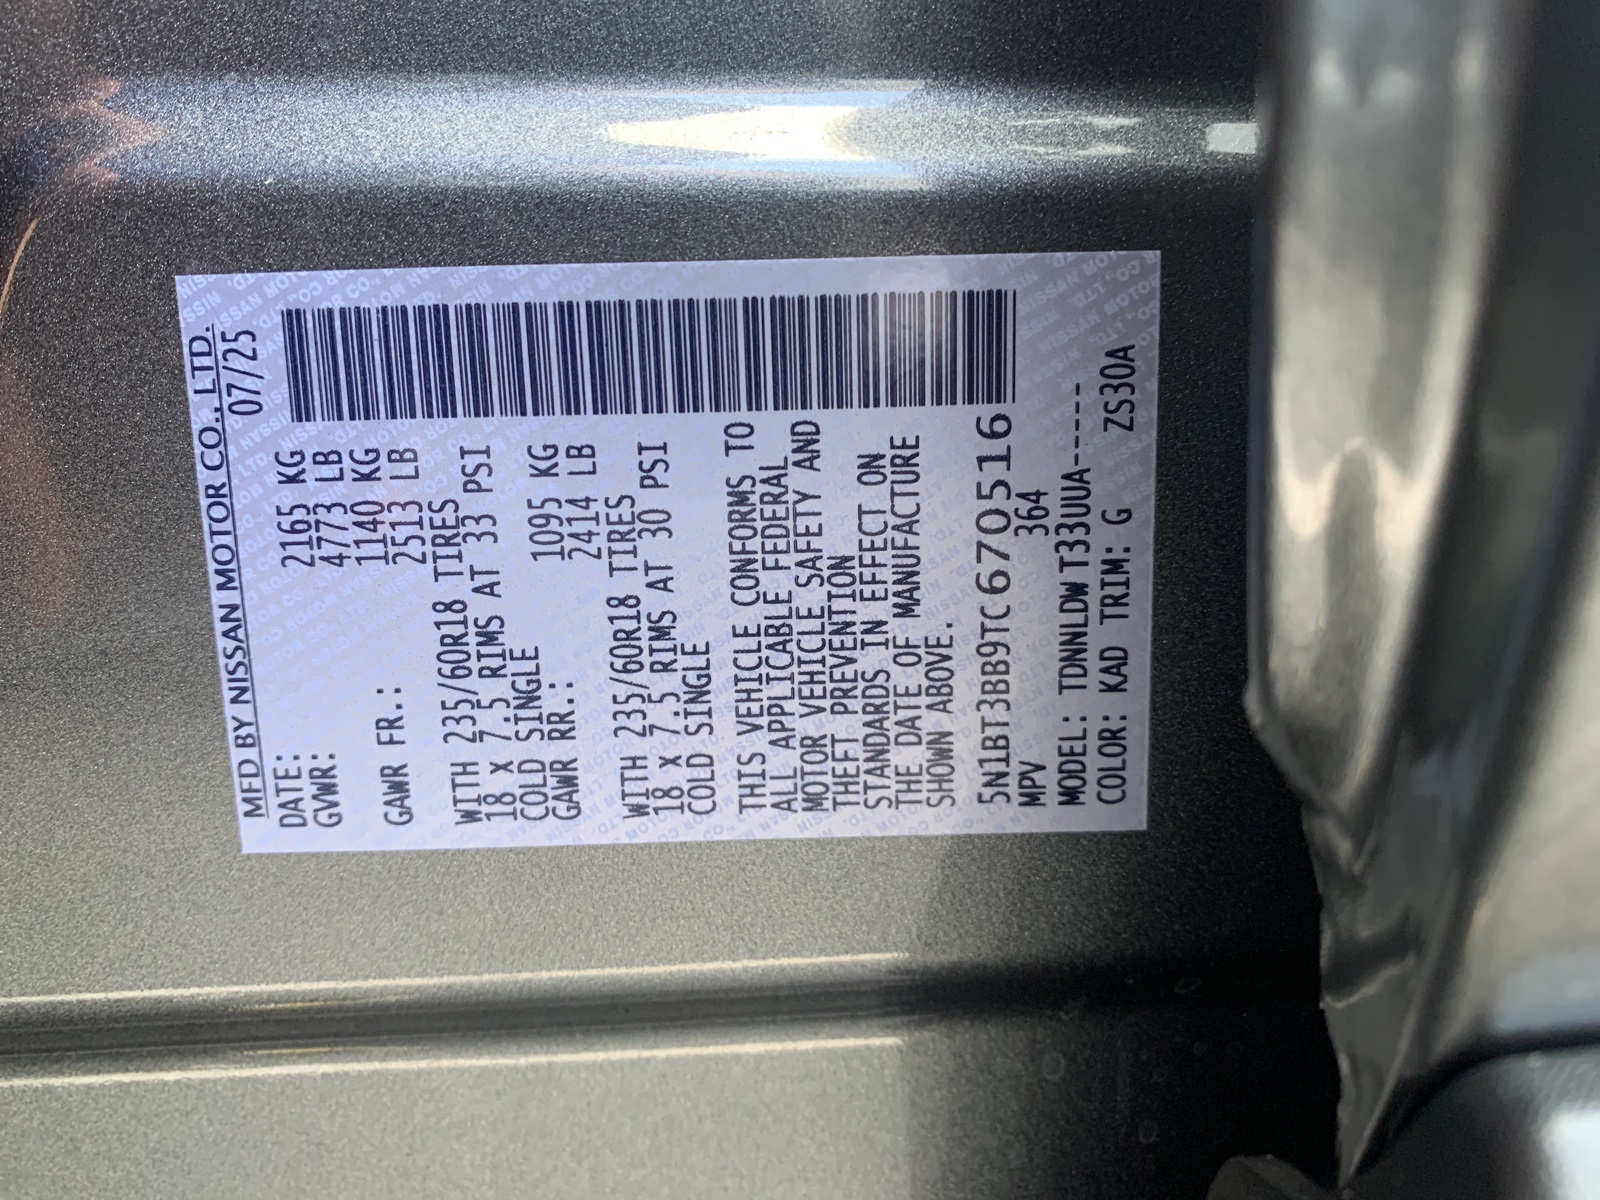 MFD BY NISSAN MOTOR CO., LTD.
DATE: 07/25
GVWR: 2165 KG
4773 LB
GAWR FR.: 1140 KG
2513 LB
WITH 235/60R18 TIRES
18 x 7.5 RIMS AT 33 PSI
COLD SINGLE
GAWR RR.: 1095 KG
2414 LB
WITH 235/60R18 TIRES
18 x 7.5 RIMS AT 30 PSI
COLD SINGLE
THIS VEHICLE CONFORMS TO
ALL APPLICABLE FEDERAL
MOTOR VEHICLE SAFETY AND
THEFT PREVENTION
STANDARDS IN EFFECT ON
THE DATE OF MANUFACTURE
SHOWN ABOVE.
5N1BT3BB9TC670516
MPV 364
MODEL: TDNNLDW T33UUA-----
COLOR: KAD TRIM: G ZS30A